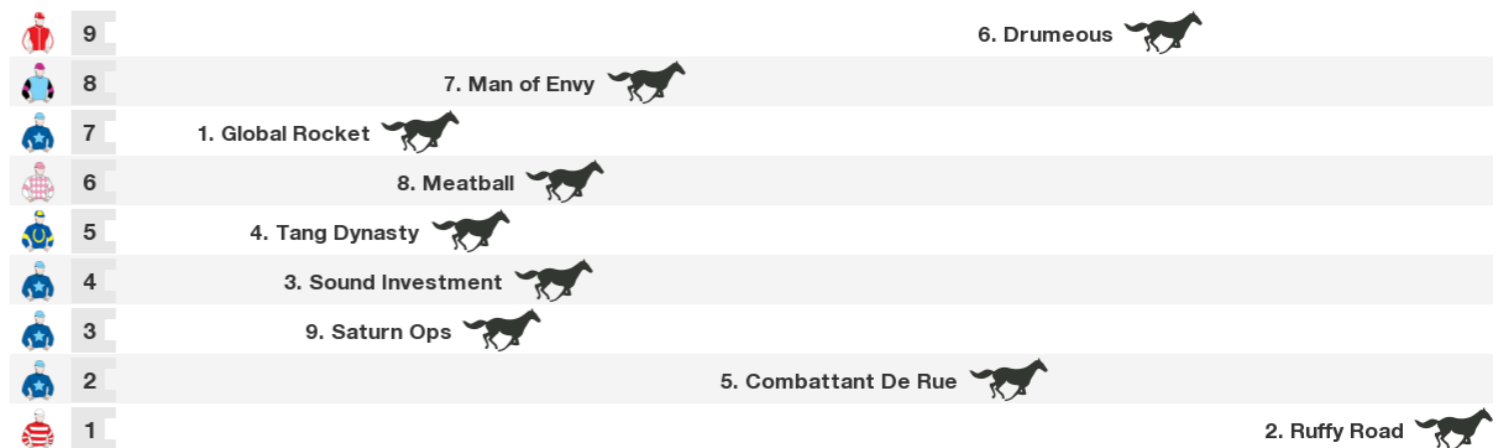 9 6. Drumeous
8 7. Man of Envy
7 1. Global Rocket
6 8. Meatball
5 4. Tang Dynasty
4 3. Sound Investment
3 9. Saturn Ops
2 5. Combattant De Rue
1 2. Ruffy Road